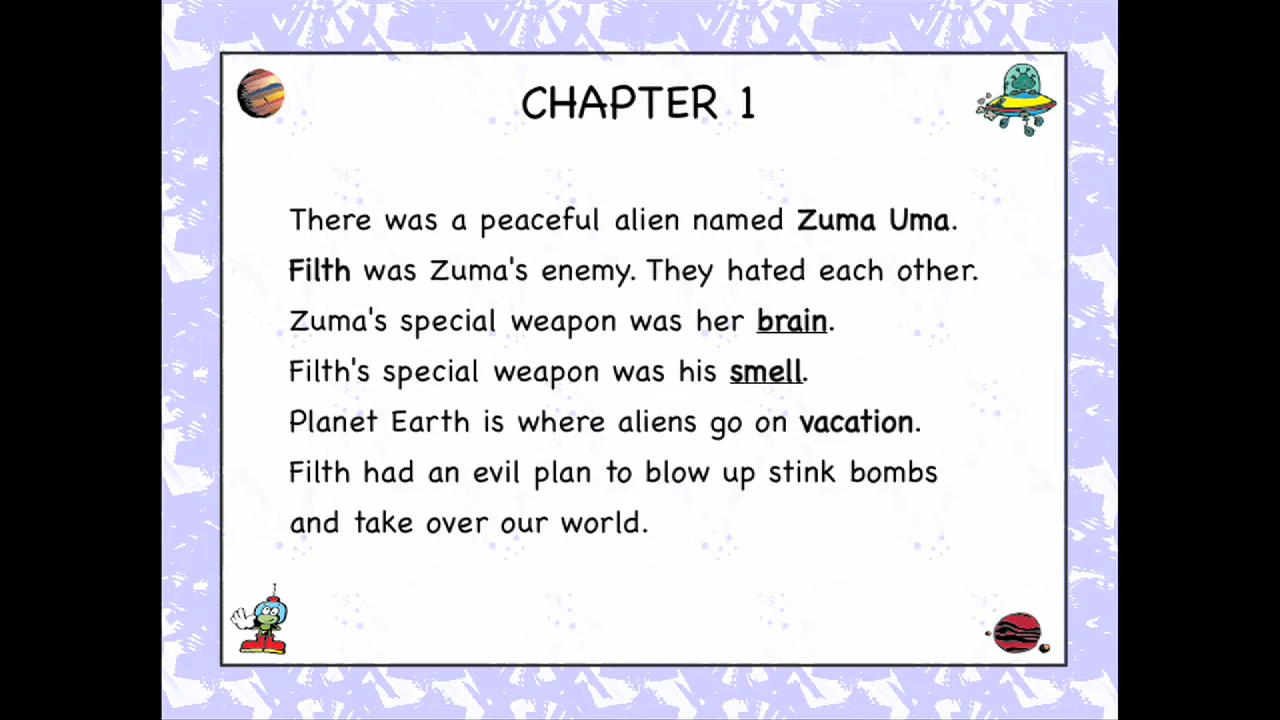 CHAPTER 1
There was a peaceful alien named Zuma Uma.
Filth was Zuma's enemy. They hated each other.
Zuma's special weapon was her brain.
Filth's special weapon was his smell.
Planet Earth is where aliens go on vacation.
Filth had an evil plan to blow up stink bombs
and take over our world.